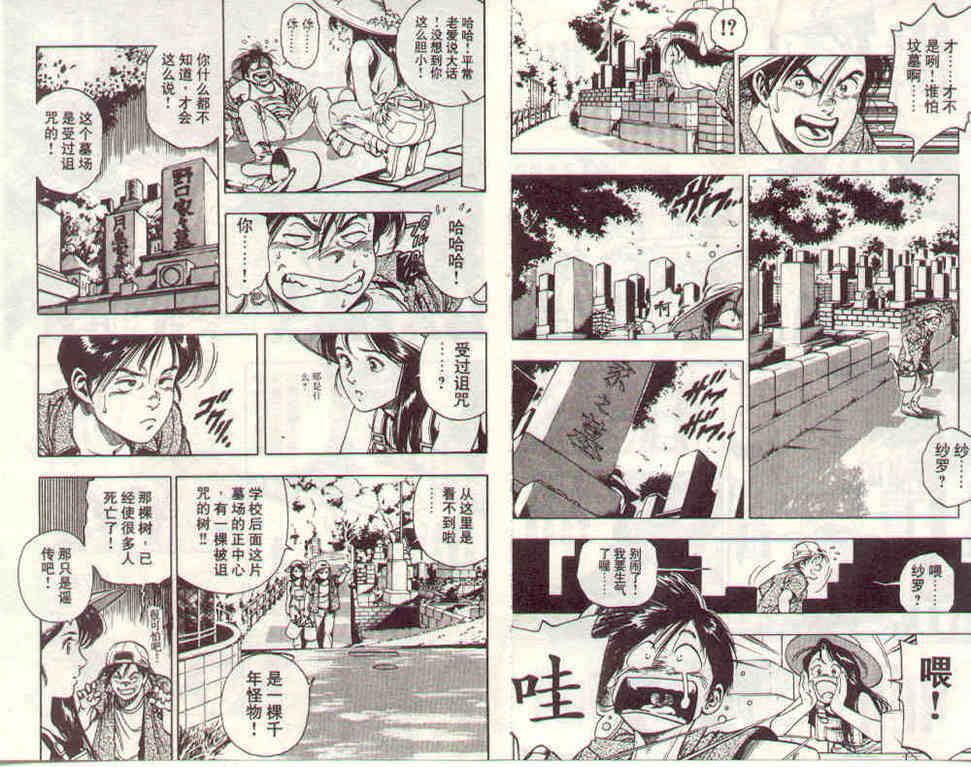 才……才不
是咧!谁怕
坟墓啊……
!?
啊
家之墓
纱……
纱罗?
喂……
纱罗?
别闹了!
我要生气
了喔……
喂!
哇
哈哈!平常
老爱说大话
!没想到你
这么胆小!
你……
你……
你什么都不
知道,才会
这么说!
这个墓场
是受过诅
咒的!
野口家之墓
哈哈哈!
你……!
受过诅咒
……?
那是什
么?
从这里是
看不到啦
……
学校后面这片
墓场的正中心
,有一棵被诅
咒的树!!
是一棵千
年怪物!
那棵树,已
经使很多人
死亡了!
很可怕吧…
那只是谣
传吧!